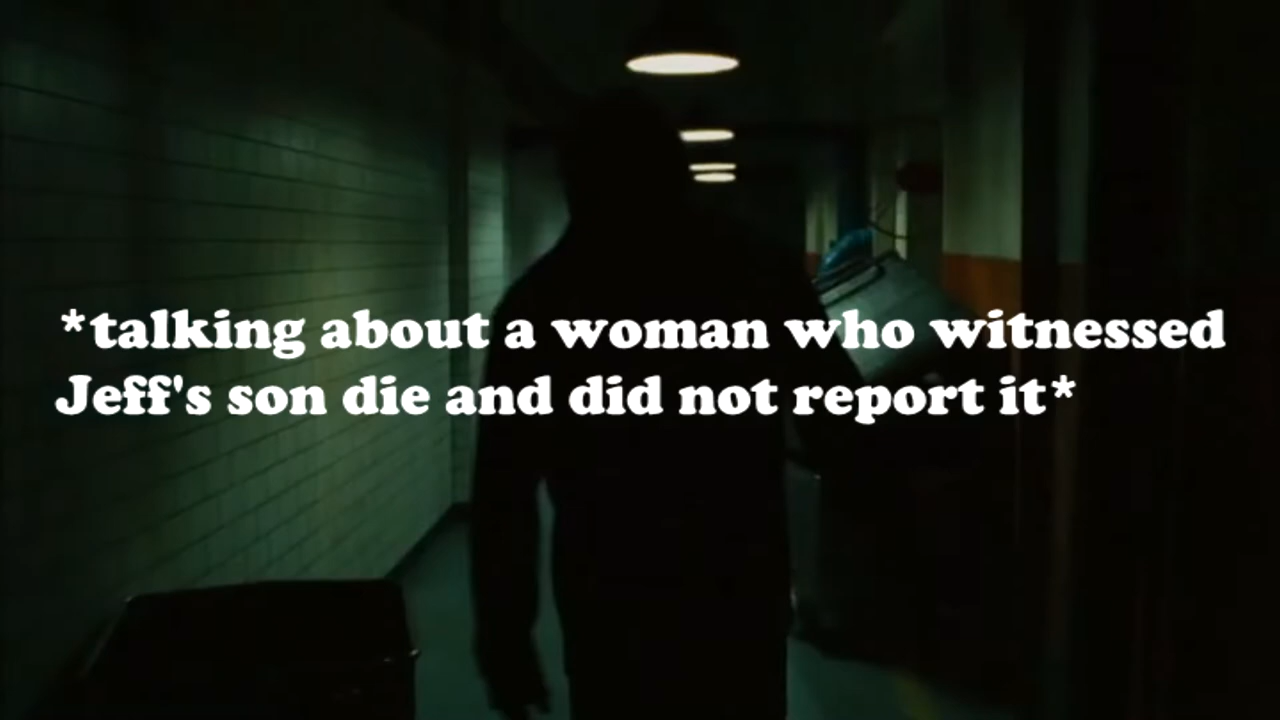 *talking about a woman who witnessed
Jeff's son die and did not report it*